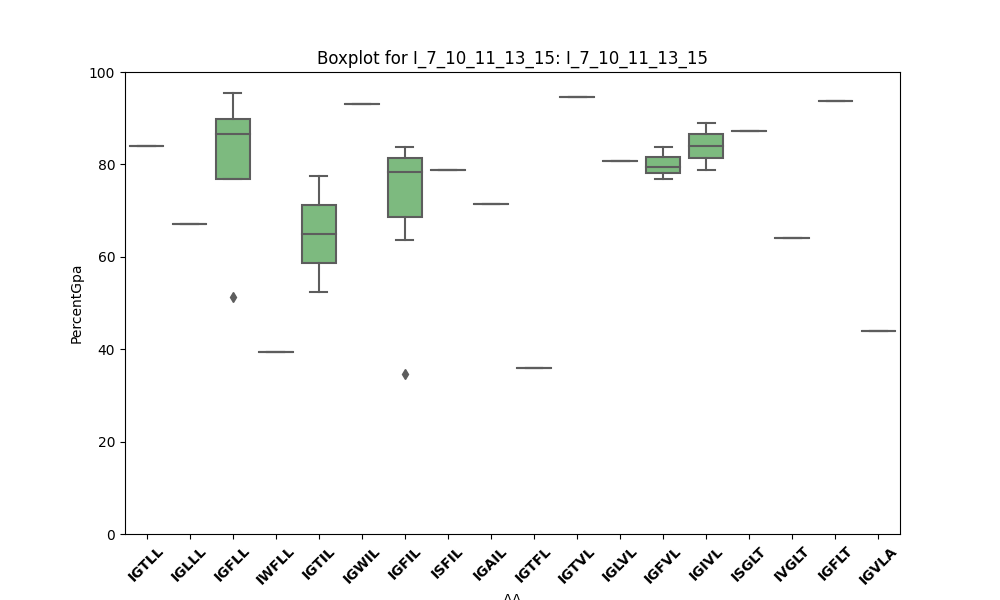 Boxplot for I_7_10_11_13_15: I_7_10_11_13_15
100
80
60
40
20
0
PercentGpa
IGTLL
IGLLL
IGFLL
IWFLL
IGTIL
IGWIL
IGFIL
ISFIL
IGAIL
IGTFL
IGTVL
IGLVL
IGFVL
IGIVL
ISGLT
IVGLT
IGFLT
IGVLA
AA